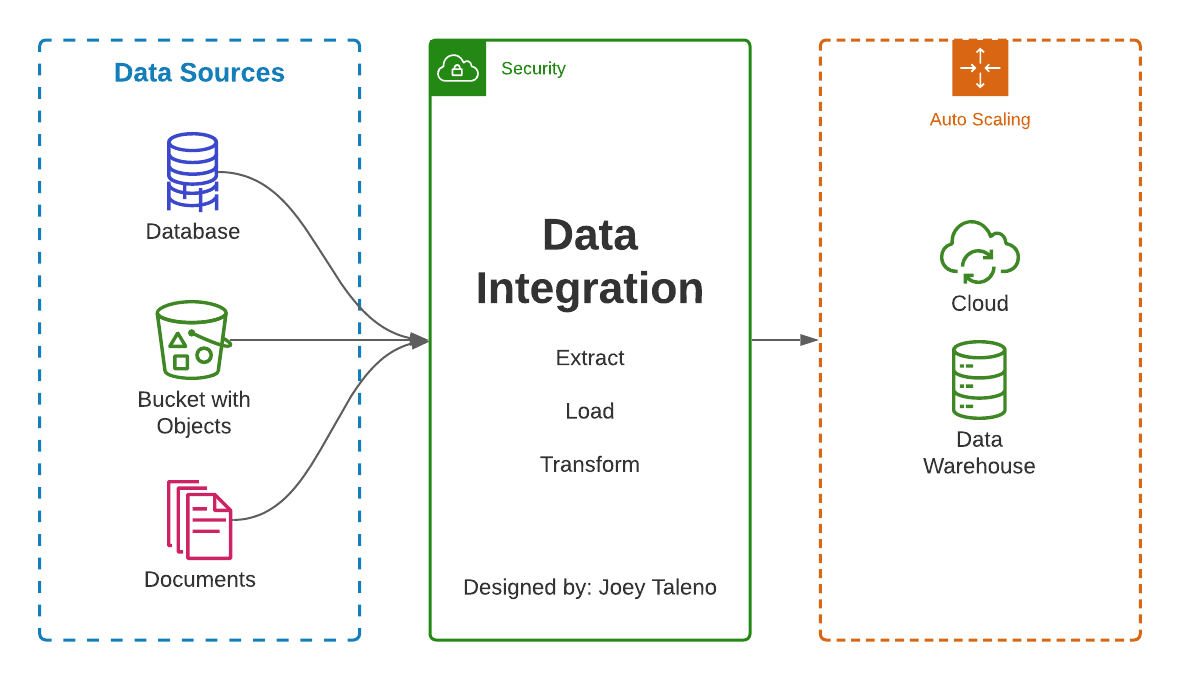 Data Sources
Database
Bucket with
Objects
Documents
Security
Data
Integration
Extract
Load
Transform
Designed by: Joey Taleno
Auto Scaling
Cloud
Data
Warehouse